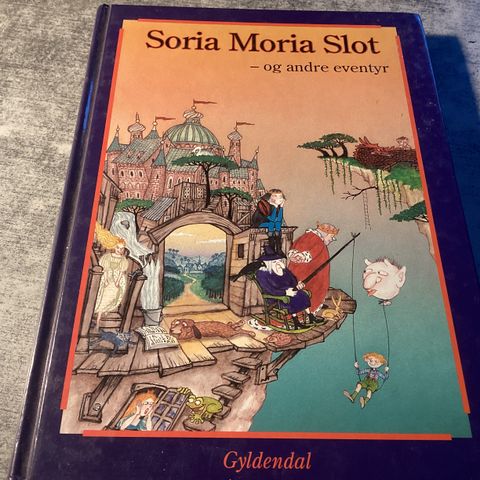 Soria Moria Slot
– og andre eventyr
Gyldendal